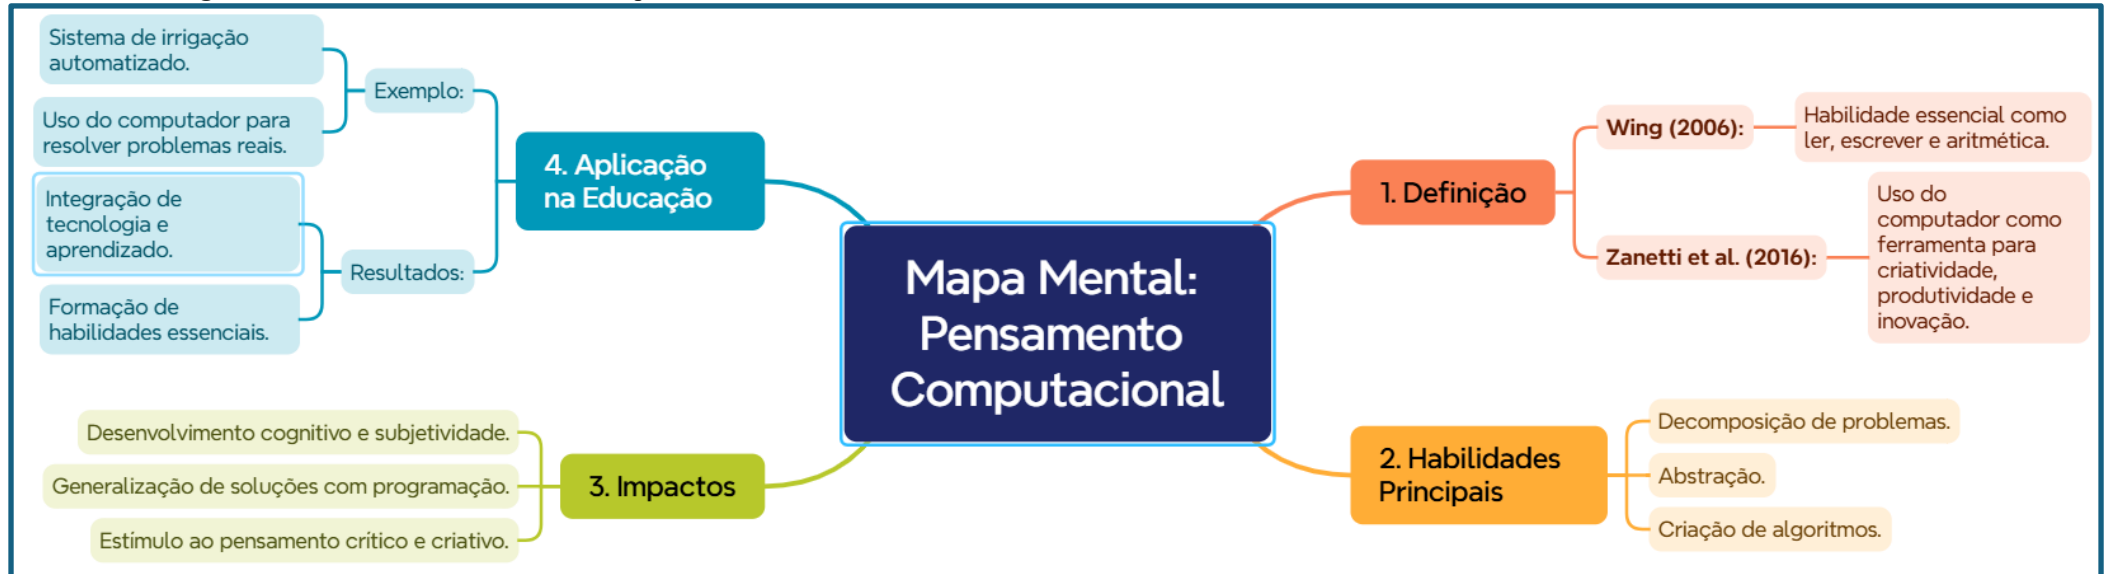 Mapa Mental:
Pensamento
Computacional
1. Definição
Wing (2006):
Habilidade essencial como
ler, escrever e aritmética.
Zanetti et al. (2016):
Uso do
computador como
ferramenta para
criatividade,
produtividade e
inovação.
2. Habilidades
Principais
Decomposição de problemas.
Abstração.
Criação de algoritmos.
3. Impactos
Desenvolvimento cognitivo e subjetividade.
Generalização de soluções com programação.
Estímulo ao pensamento crítico e criativo.
4. Aplicação
na Educação
Exemplo:
Sistema de irrigação
automatizado.
Uso do computador para
resolver problemas reais.
Resultados:
Integração de
tecnologia e
aprendizado.
Formação de
habilidades essenciais.